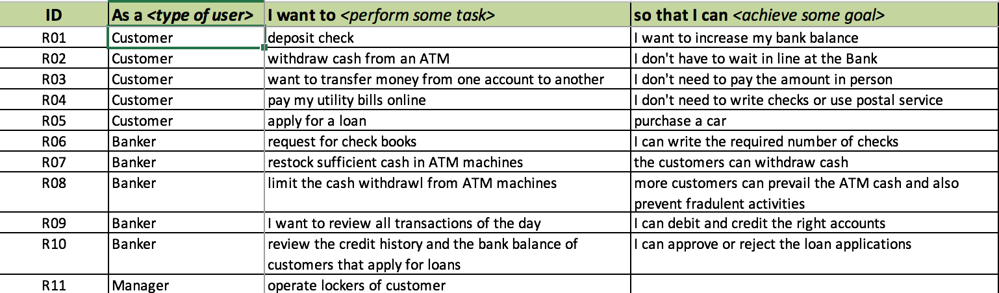 ID As a <type of user> I want to <perform some task> so that I can <achieve some goal>
R01 Customer deposit check I want to increase my bank balance
R02 Customer withdraw cash from an ATM I don't have to wait in line at the Bank
R03 Customer want to transfer money from one account to another I don't need to pay the amount in person
R04 Customer pay my utility bills online I don't need to write checks or use postal service
R05 Customer apply for a loan purchase a car
R06 Banker request for check books I can write the required number of checks
R07 Banker restock sufficient cash in ATM machines the customers can withdraw cash
R08 Banker limit the cash withdrawl from ATM machines more customers can prevail the ATM cash and also
prevent fradulent activities
R09 Banker I want to review all transactions of the day I can debit and credit the right accounts
R10 Banker review the credit history and the bank balance of I can approve or reject the loan applications
customers that apply for loans
R11 Manager operate lockers of customer